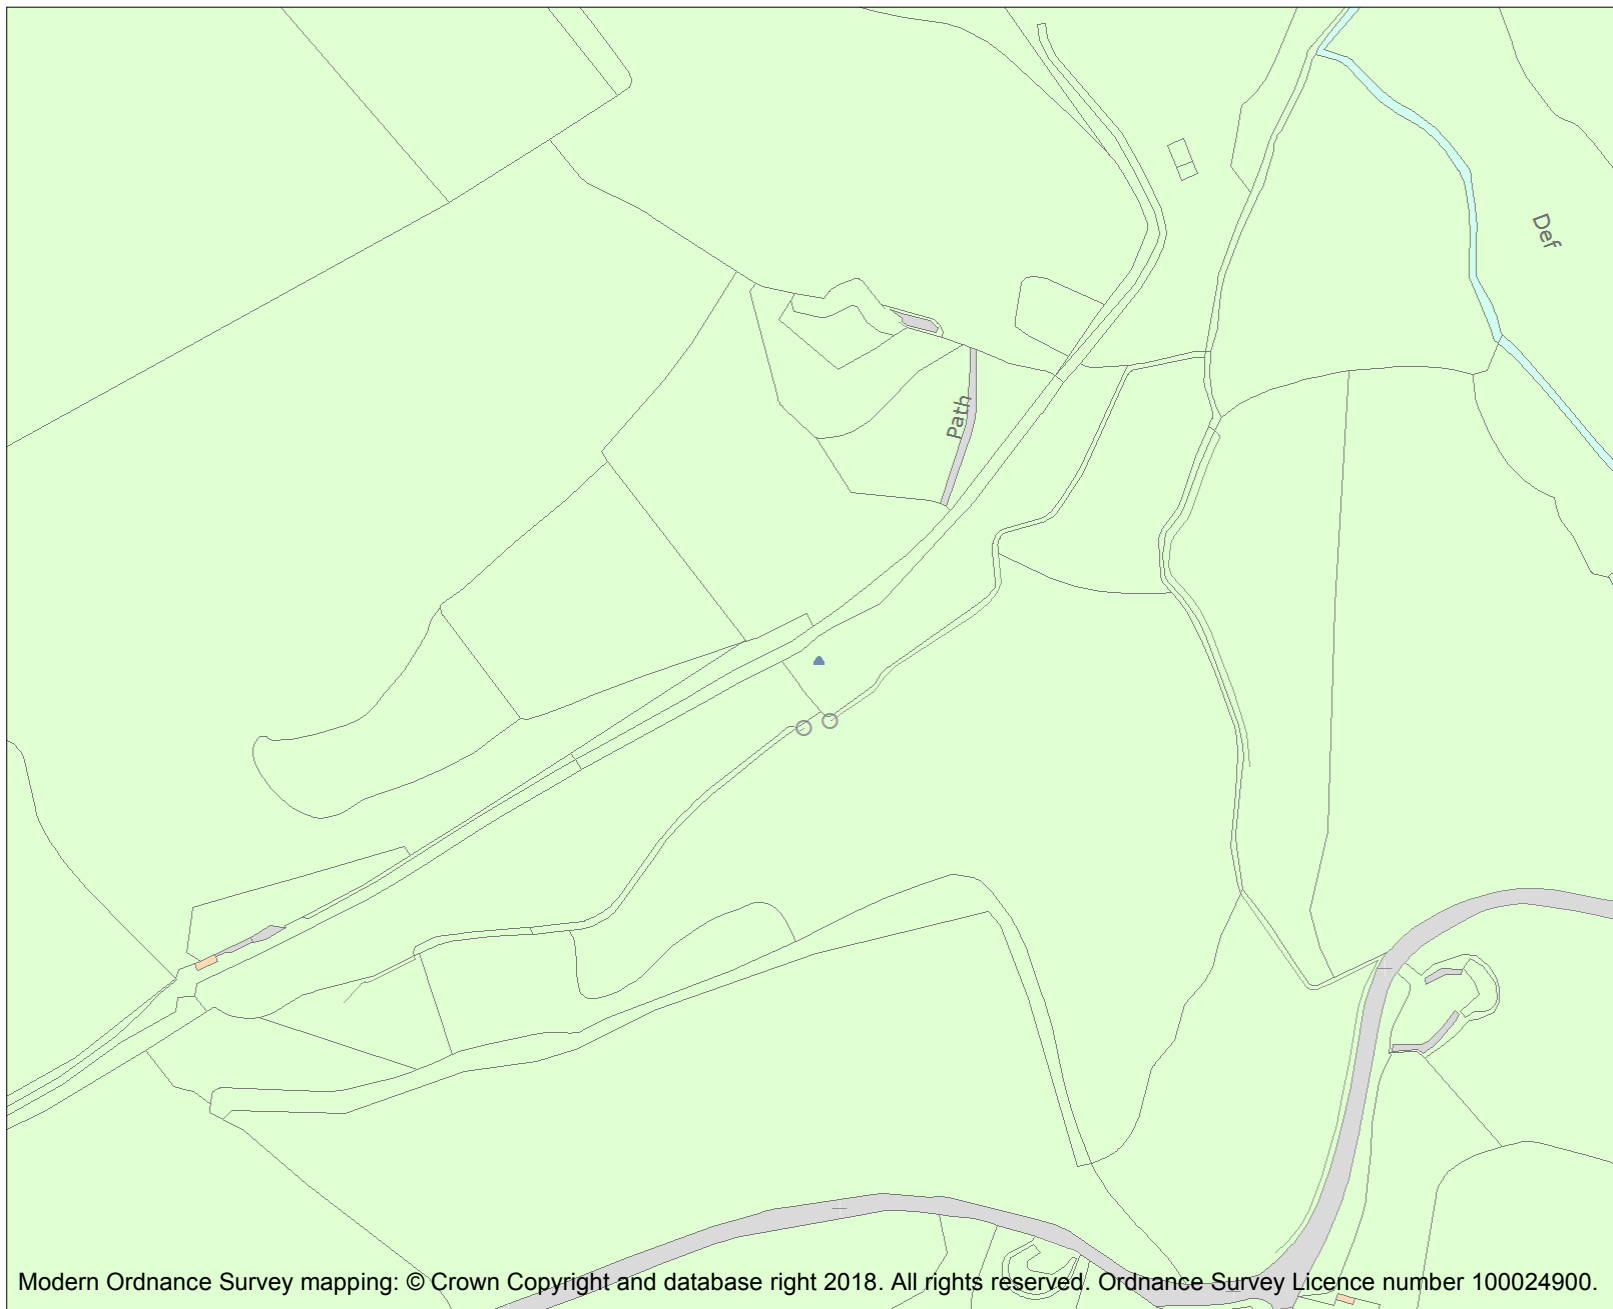 Def
Path
Modern Ordnance Survey mapping: © Crown Copyright and database right 2018. All rights reserved. Ordnance Survey Licence number 100024900.